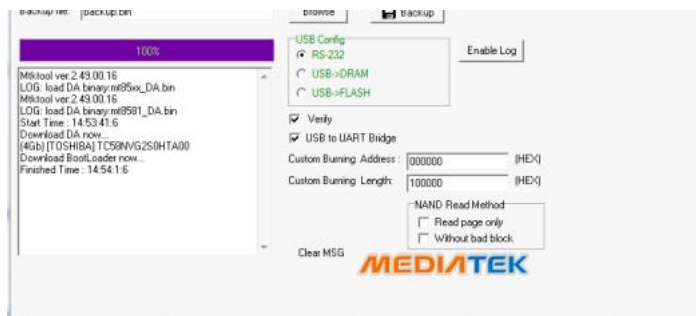 Backup file: backup.bin
Browse
Backup
100%
USB Config
RS-232
Enable Log
USB->DRAM
USB->FLASH
Mtktool ver:2.49.00.16
LOG: load DA binary:mt85xx_DA.bin
Mtktool ver:2.49.00.16
LOG: load DA binary:mt8581_DA.bin
Start Time : 14:53:41:6
Download DA now...
(4Gb) [TOSHIBA] TC58NVG2S0HTA00
Download BootLoader now...
Finished Time : 14:54:1:6
Verify
USB to UART Bridge
Custom Burning Address : 000000 (HEX)
Custom Burning Length: 100000 (HEX)
NAND Read Method
Read page only
Without bad block
Clear MSG
MEDIATEK